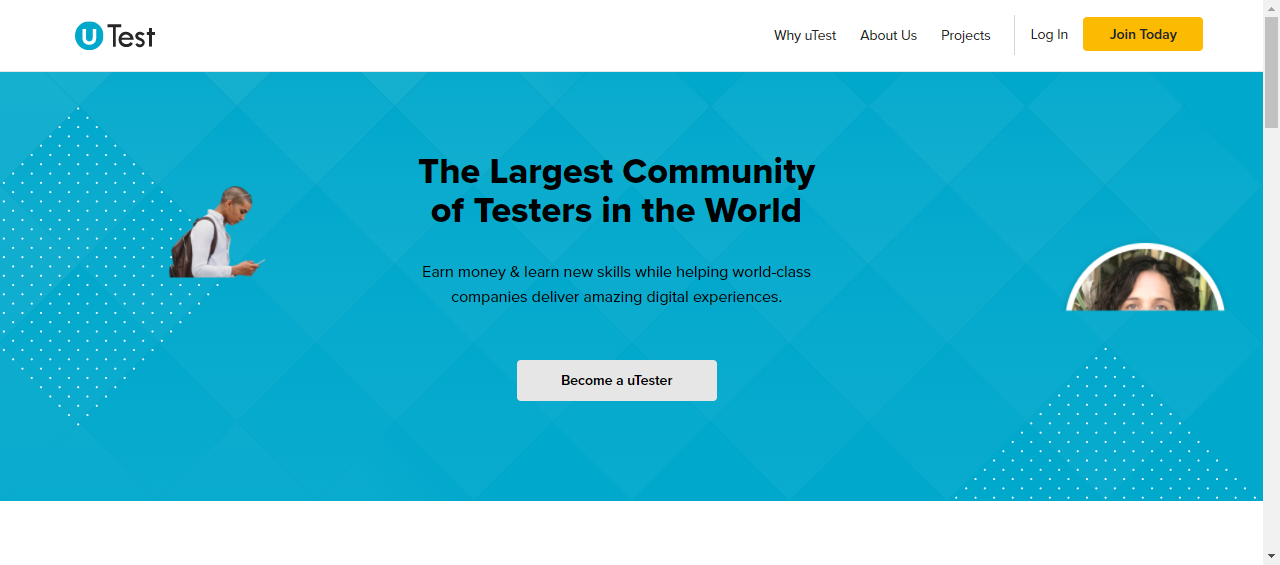 uTest
Why uTest
About Us
Projects
Log In
Join Today
The Largest Community
of Testers in the World
Earn money & learn new skills while helping world-class
companies deliver amazing digital experiences.
Become a uTester